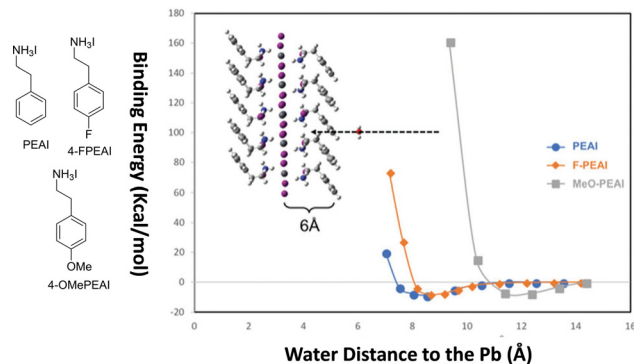 NH₃I
NH₃I
PEAI
F
4-FPEAI
NH₃I
OMe
4-OMePEAI
Binding Energy (Kcal/mol)
180
160
140
120
100
80
60
40
20
0
-20
6Å
PEAI
F-PEAI
MeO-PEAI
0 2 4 6 8 10 12 14 16
Water Distance to the Pb (Å)